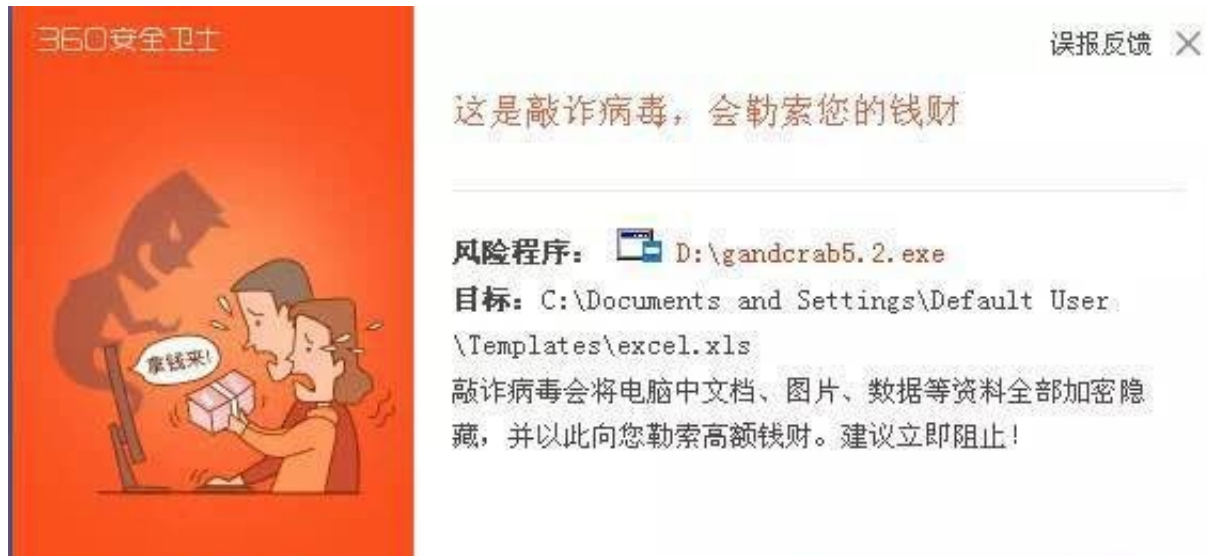 360安全卫士
误报反馈
这是敲诈病毒，会勒索您的钱财
风险程序： D:\gandcrab5.2.exe
目标：C:\Documents and Settings\Default User
\Templates\excel.xls
敲诈病毒会将电脑中文档、图片、数据等资料全部加密隐
藏，并以此向您勒索高额钱财。建议立即阻止！
拿钱来！